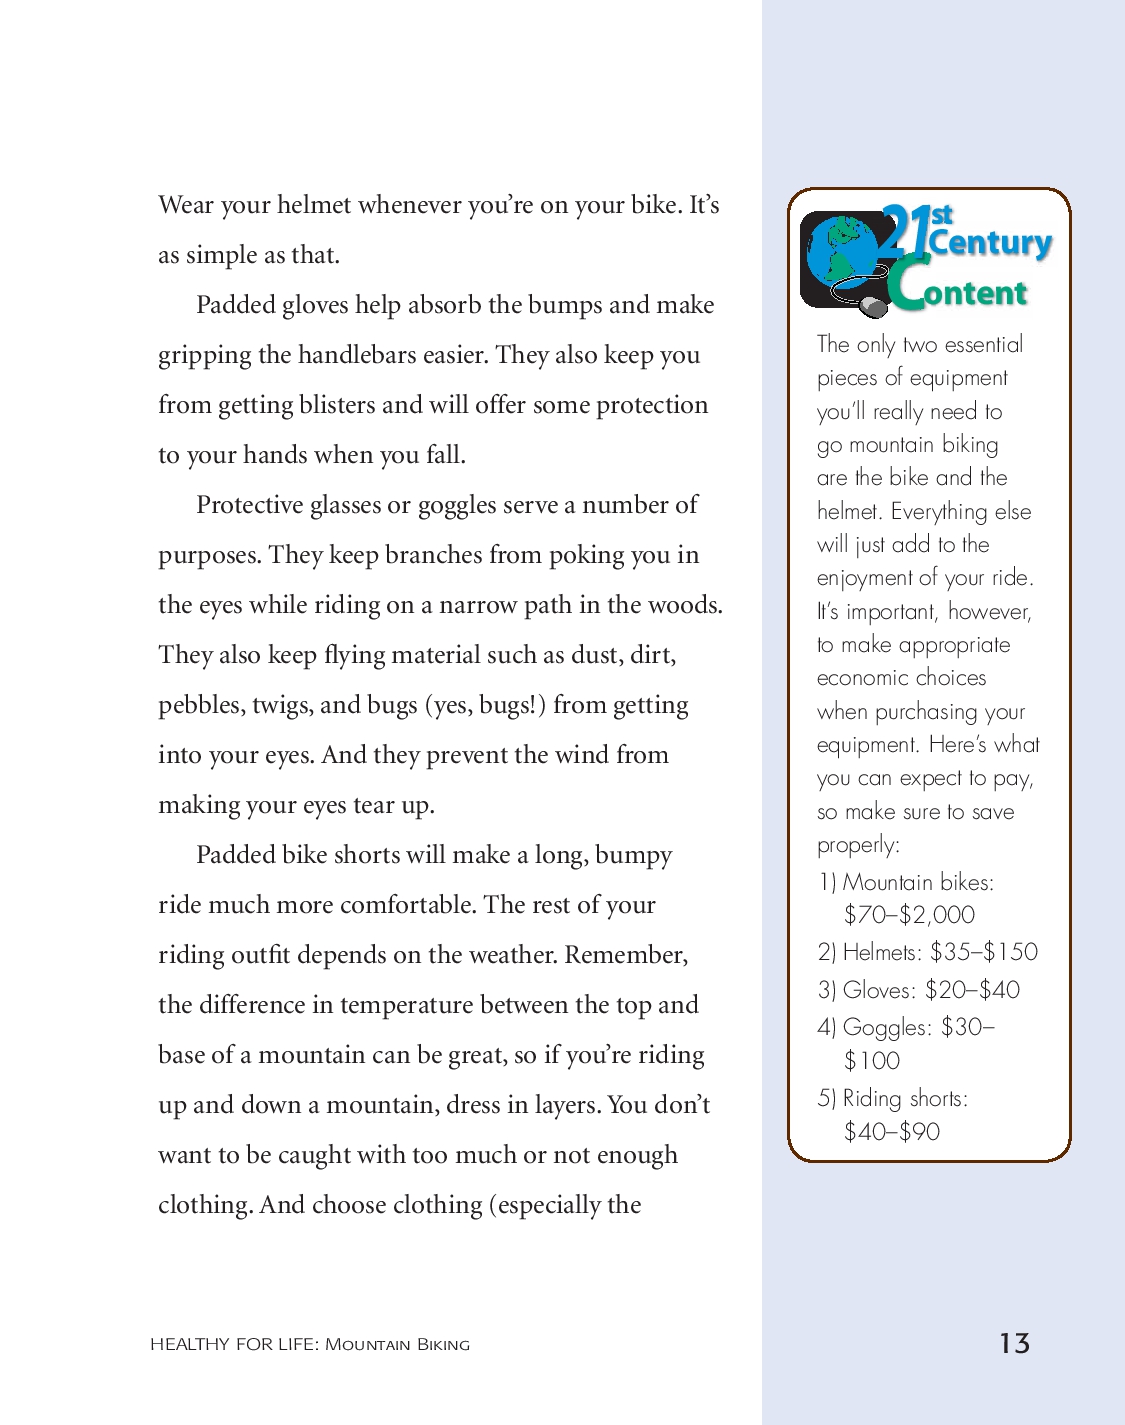 Wear your helmet whenever you’re on your bike. It’s
as simple as that.
Padded gloves help absorb the bumps and make
gripping the handlebars easier. They also keep you
from getting blisters and will offer some protection
to your hands when you fall.
Protective glasses or goggles serve a number of
purposes. They keep branches from poking you in
the eyes while riding on a narrow path in the woods.
They also keep flying material such as dust, dirt,
pebbles, twigs, and bugs (yes, bugs!) from getting
into your eyes. And they prevent the wind from
making your eyes tear up.
Padded bike shorts will make a long, bumpy
ride much more comfortable. The rest of your
riding outfit depends on the weather. Remember,
the difference in temperature between the top and
base of a mountain can be great, so if you’re riding
up and down a mountain, dress in layers. You don’t
want to be caught with too much or not enough
clothing. And choose clothing (especially the
21st
Century
Content
The only two essential
pieces of equipment
you’ll really need to
go mountain biking
are the bike and the
helmet. Everything else
will just add to the
enjoyment of your ride.
It’s important, however,
to make appropriate
economic choices
when purchasing your
equipment. Here’s what
you can expect to pay,
so make sure to save
properly:
1) Mountain bikes:
$70–$2,000
2) Helmets: $35–$150
3) Gloves: $20–$40
4) Goggles: $30–
$100
5) Riding shorts:
$40–$90
HEALTHY FOR LIFE: Mountain Biking
13